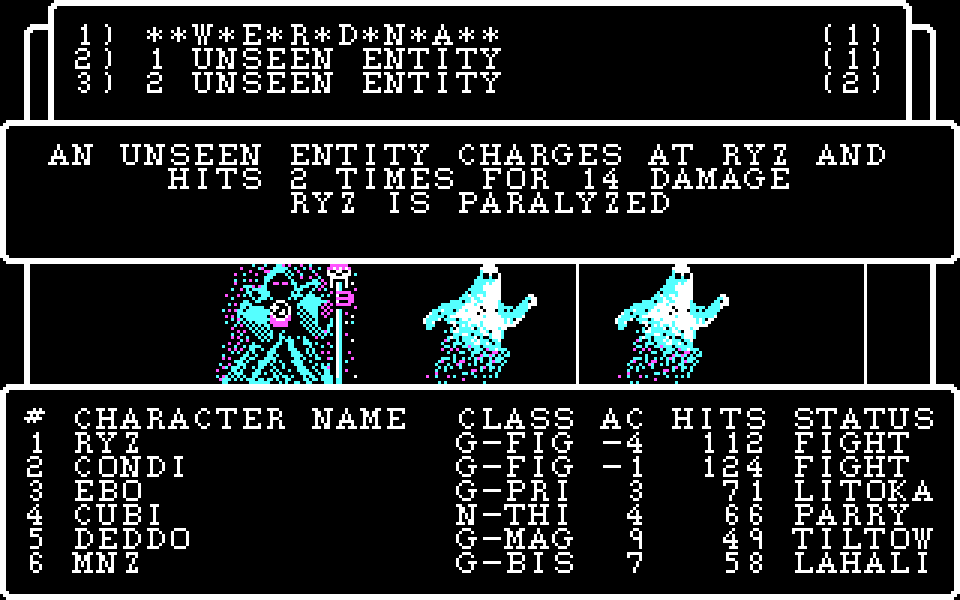 1) **W*E*R*D*N*A** (1)
2) 1 UNSEEN ENTITY (1)
3) 2 UNSEEN ENTITY (2)
AN UNSEEN ENTITY CHARGES AT RYZ AND
HITS 2 TIMES FOR 14 DAMAGE
RYZ IS PARALYZED
# CHARACTER NAME CLASS AC HITS STATUS
1 RYZ G-FIG -4 112 FIGHT
2 CONDI G-FIG -1 124 FIGHT
3 EBO G-PRI 3 71 LITOKA
4 CUBI N-THI 4 66 PARRY
5 DEDDO G-MAG 9 49 TILTOW
6 MNZ G-BIS 7 58 LAHALI